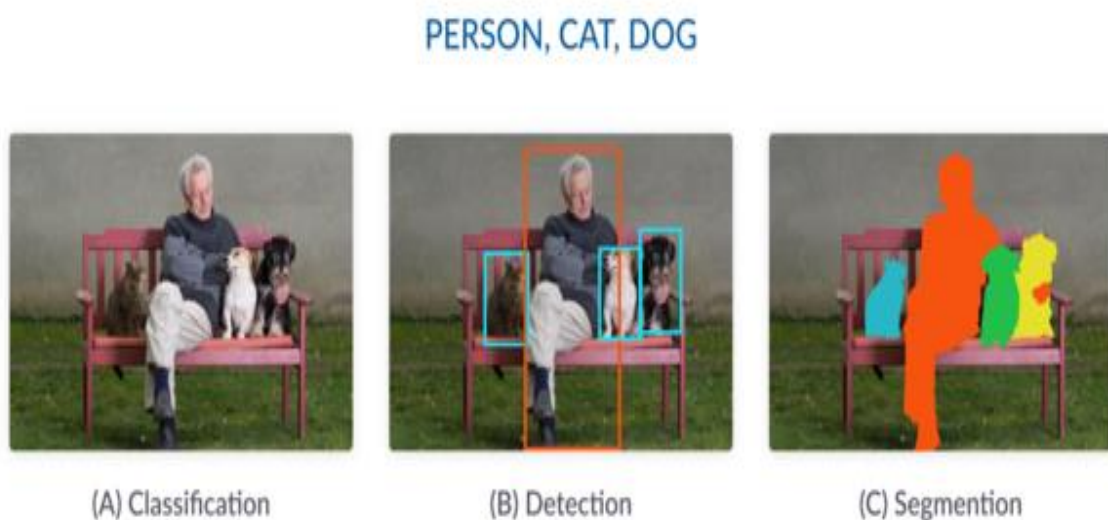 PERSON, CAT, DOG
(A) Classification
(B) Detection
(C) Segmention